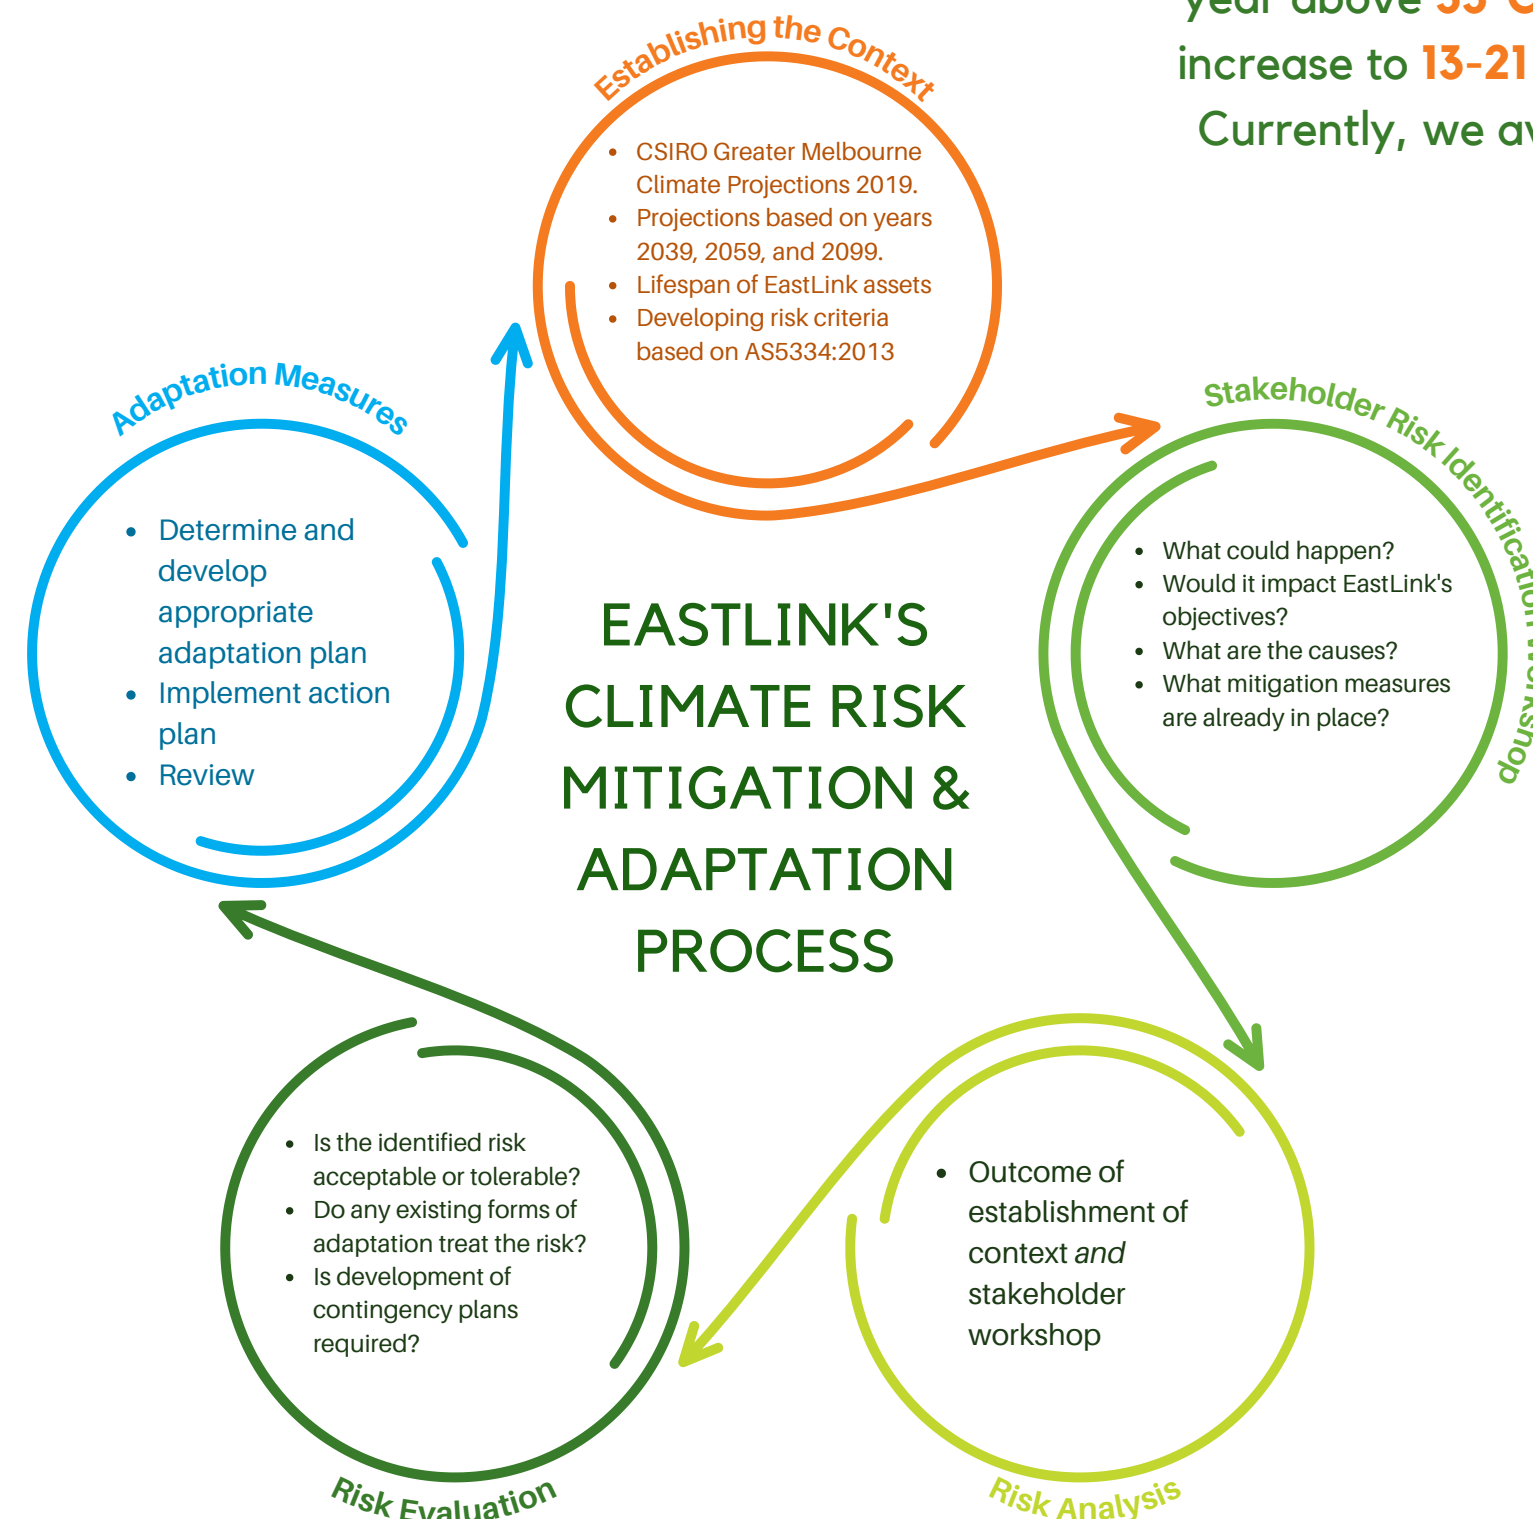 year above 35°C
increase to 13-21
Currently, we av
Establishing the Context
• CSIRO Greater Melbourne
Climate Projections 2019.
• Projections based on years
2039, 2059, and 2099.
• Lifespan of EastLink assets
• Developing risk criteria
based on AS5334:2013
Stakeholder Risk Identification Workshop
• What could happen?
• Would it impact EastLink's
objectives?
• What are the causes?
• What mitigation measures
are already in place?
Adaptation Measures
• Determine and
develop
appropriate
adaptation plan
• Implement action
plan
• Review
EASTLINK'S
CLIMATE RISK
MITIGATION &
ADAPTATION
PROCESS
• Is the identified risk
acceptable or tolerable?
• Do any existing forms of
adaptation treat the risk?
• Is development of
contingency plans
required?
Risk Evaluation
• Outcome of
establishment of
context and
stakeholder
workshop
Risk Analysis